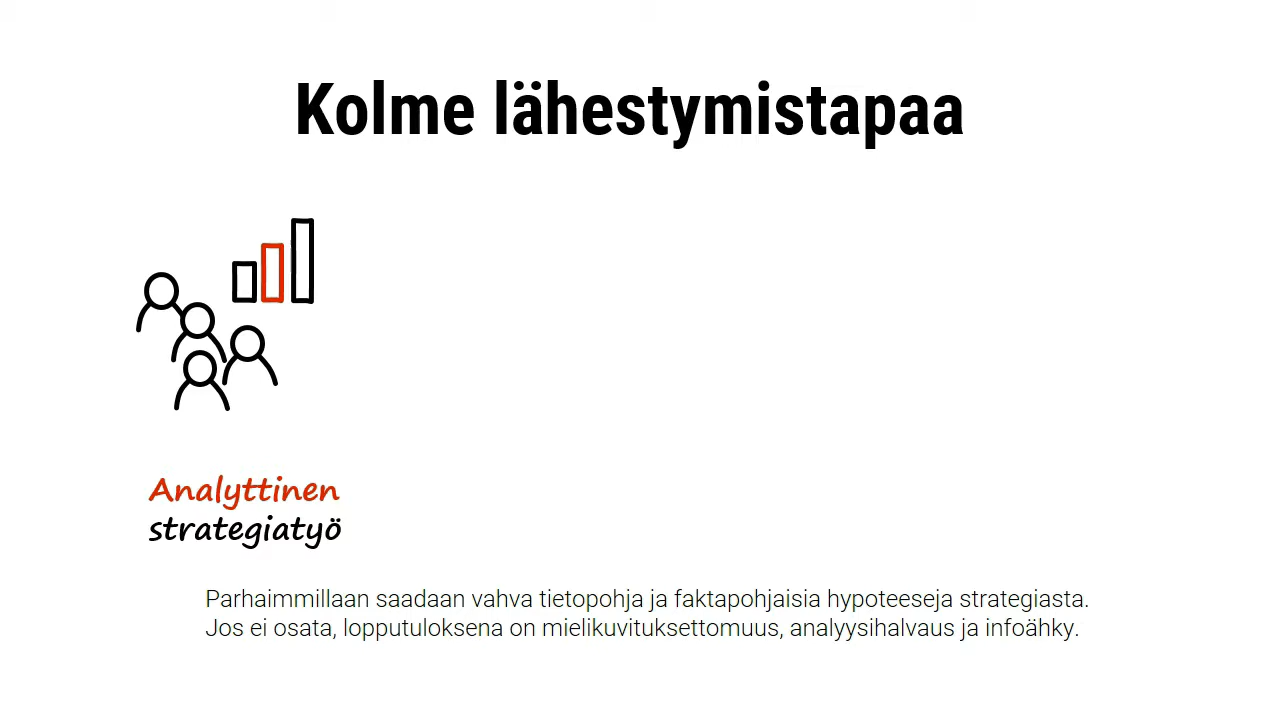 Kolme lähestymistapaa
Analyttinen
strategiatyö
Parhaimmillaan saadaan vahva tietopohja ja faktapohjaisia hypoteeseja strategiasta.
Jos ei osata, lopputuloksena on mielikuvituksettomuus, analyysihalvaus ja infoähky.